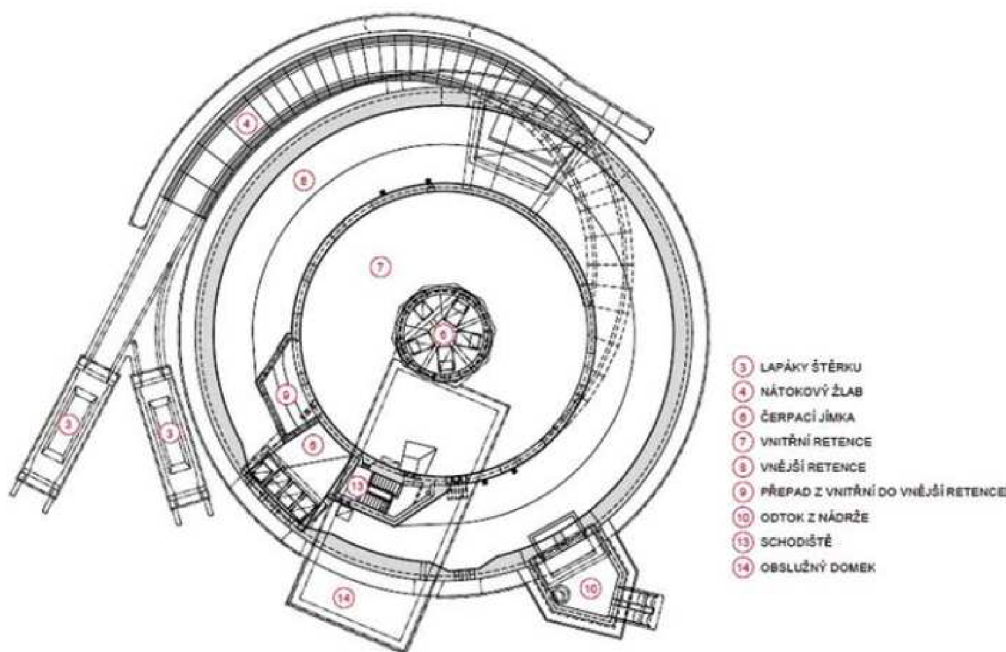 4
8
7
6
9
3
3
6
13
10
14
3 LAPÁKY ŠTĚRKU
4 NÁTOKOVÝ ŽLAB
6 ČERPACÍ JÍMKA
7 VNITŘNÍ RETENCE
8 VNĚJŠÍ RETENCE
9 PŘEPAD Z VNITŘNÍ DO VNĚJŠÍ RETENCE
10 ODTOK Z NÁDRŽE
13 SCHODIŠTĚ
14 OBSLUŽNÝ DOMEK